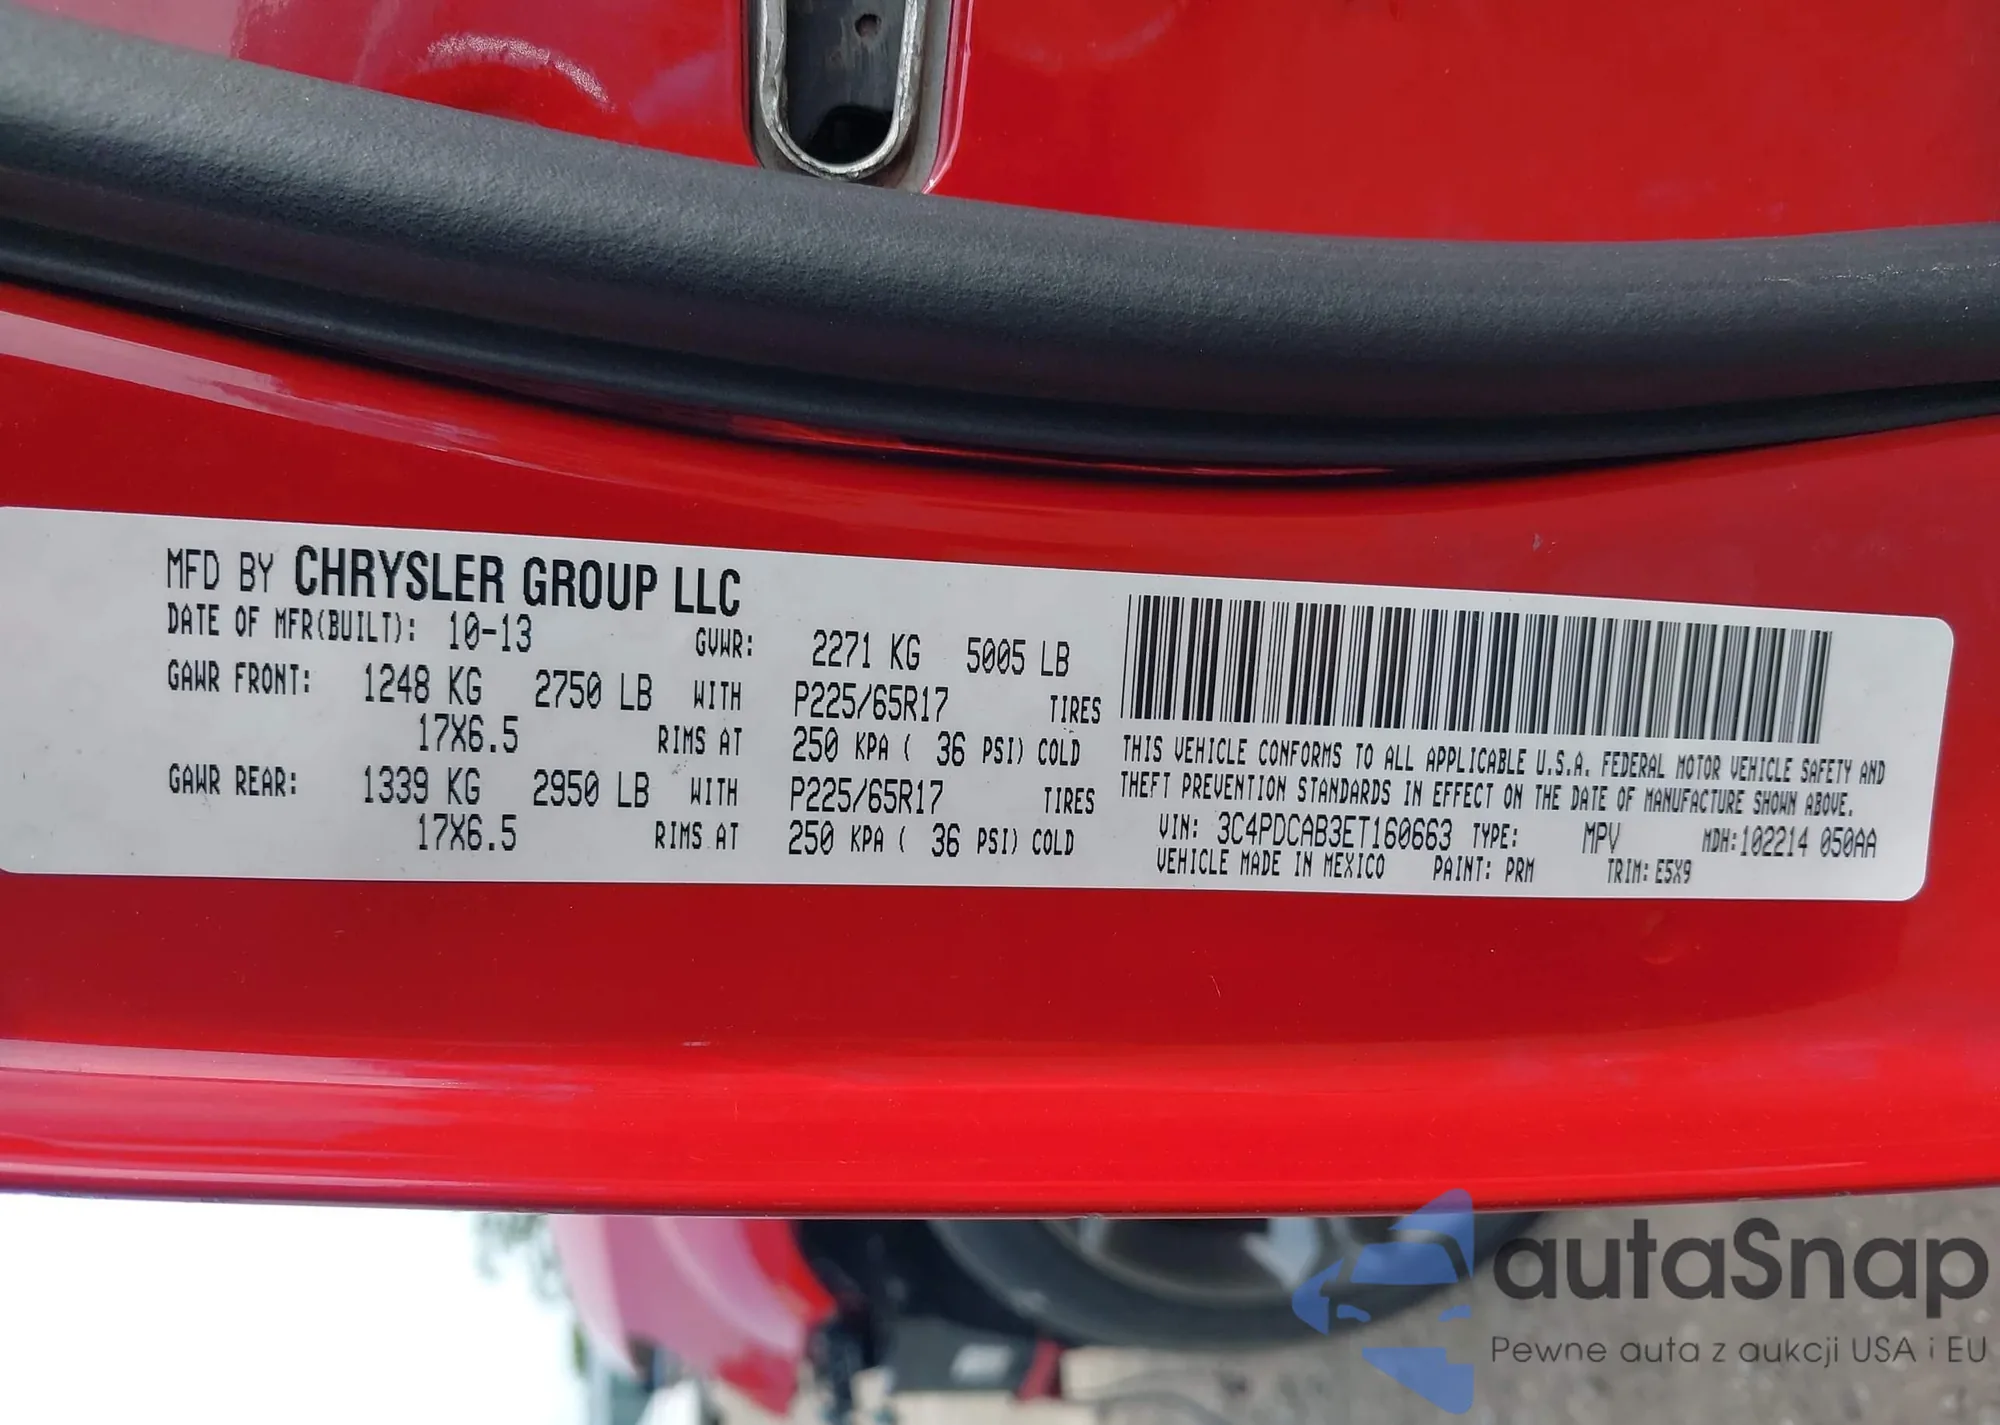 MFD BY CHRYSLER GROUP LLC
DATE OF MFR(BUILT): 10-13 GVWR: 2271 KG 5005 LB
GAWR FRONT: 1248 KG 2750 LB WITH P225/65R17 TIRES
17X6.5 RIMS AT 250 KPA ( 36 PSI) COLD
GAWR REAR: 1339 KG 2950 LB WITH P225/65R17 TIRES
17X6.5 RIMS AT 250 KPA ( 36 PSI) COLD
THIS VEHICLE CONFORMS TO ALL APPLICABLE U.S.A. FEDERAL MOTOR VEHICLE SAFETY AND
THEFT PREVENTION STANDARDS IN EFFECT ON THE DATE OF MANUFACTURE SHOWN ABOVE.
VIN: 3C4PDCAB3ET160663 TYPE: MPV MDH:102214 050AA
VEHICLE MADE IN MEXICO PAINT: PRM TRIM: E5X9
autaSnap
Pewne auta z aukcji USA i EU